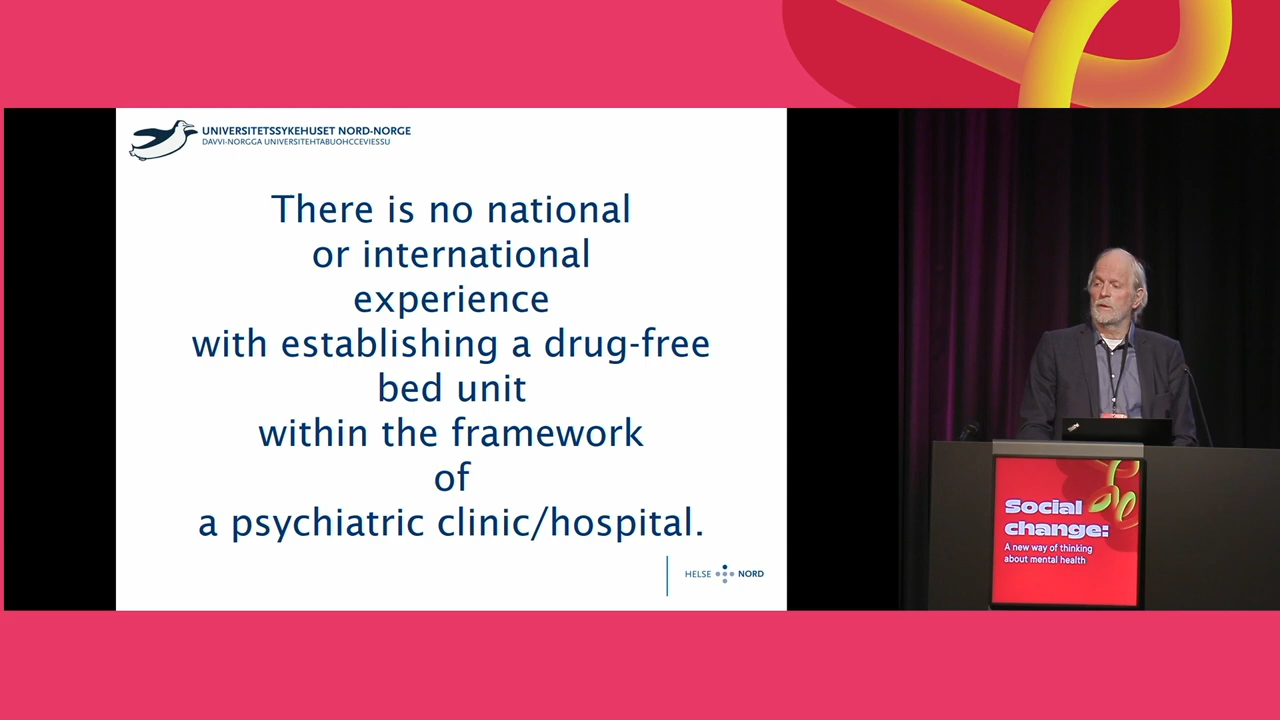 UNIVERSITETSSYKEHUSET NORD-NORGE
DAVVI-NORGGA UNIVERSITEHTABUOHCCEVIESSU
There is no national
or international
experience
with establishing a drug-free
bed unit
within the framework
of
a psychiatric clinic/hospital.
HELSE NORD
Social
change:
A new way of thinking
about mental health